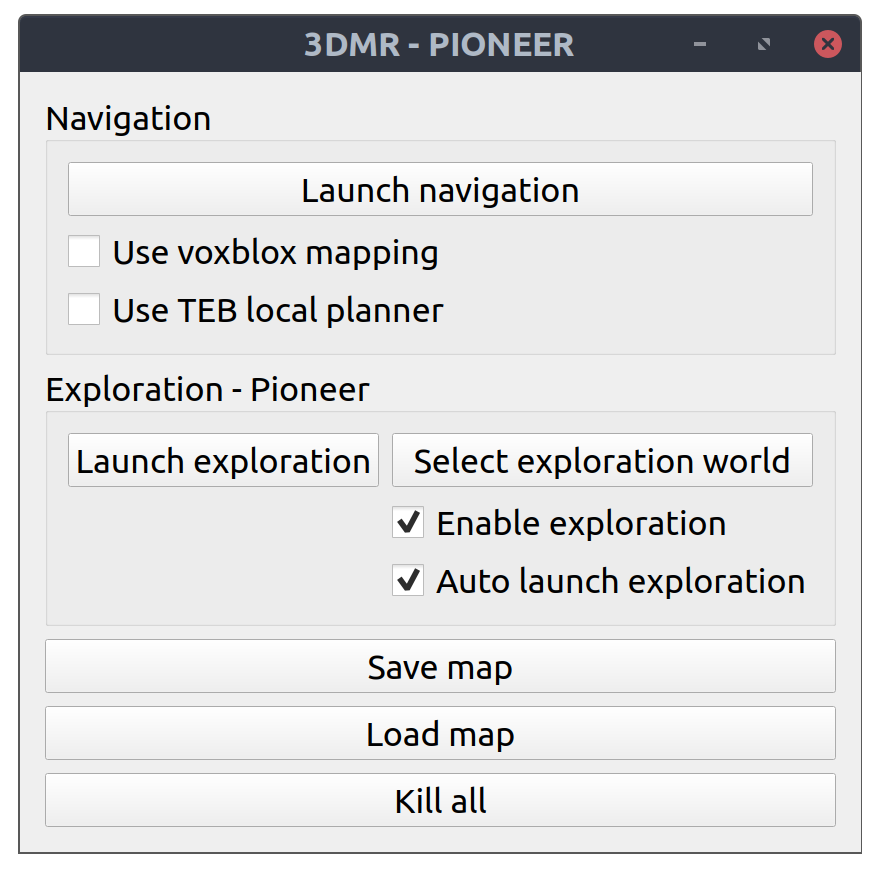 3DMR - PIONEER
Navigation
Launch navigation
Use voxblox mapping
Use TEB local planner
Exploration - Pioneer
Launch exploration
Select exploration world
Enable exploration
Auto launch exploration
Save map
Load map
Kill all